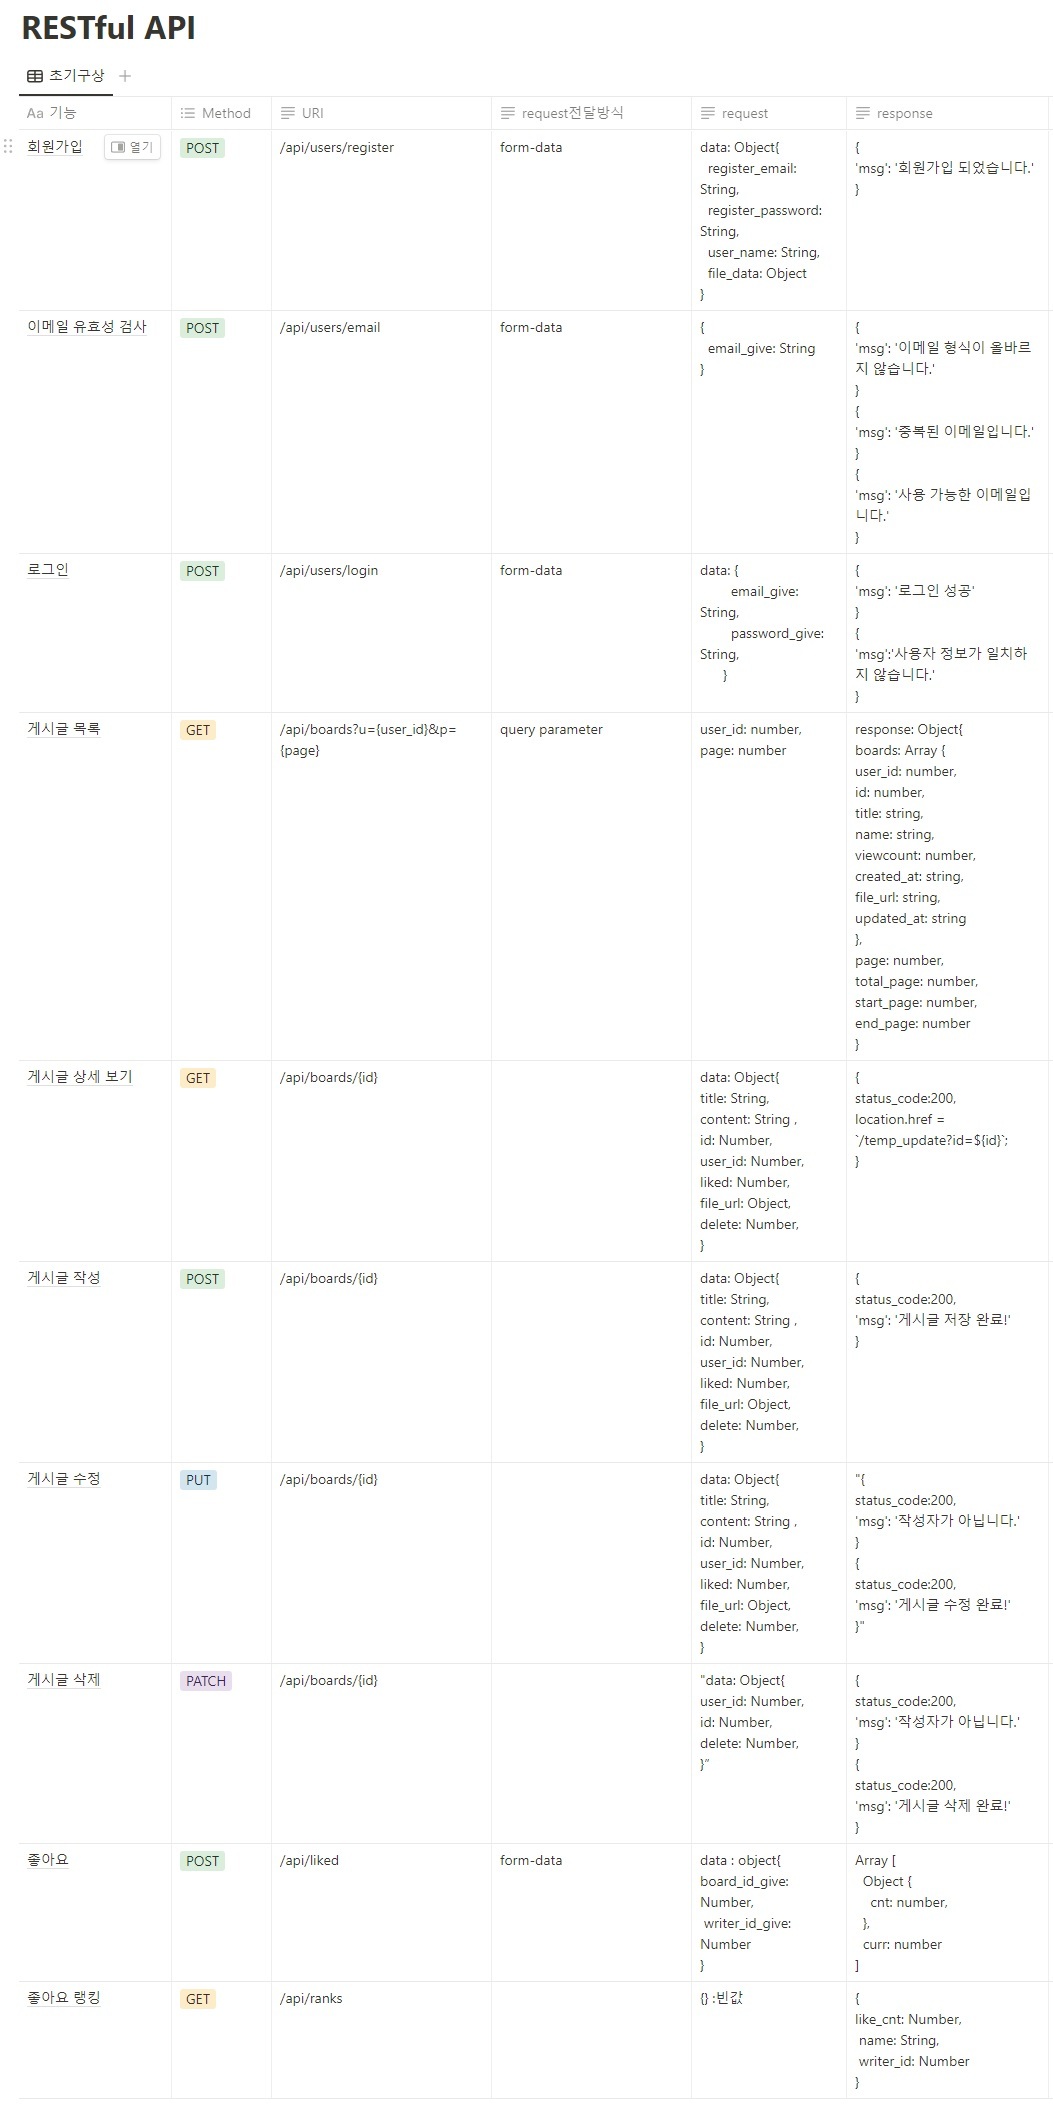 RESTful API
초기구상
Aa 기능 Method URI request전달방식 request response
회원가입 열기 POST /api/users/register form-data
data: Object{
register_email:
String,
register_password:
String,
user_name: String,
file_data: Object
}
{
'msg': '회원가입 되었습니다.'
}
이메일 유효성 검사 POST /api/users/email form-data
{
email_give: String
}
{
'msg': '이메일 형식이 올바르
지 않습니다.'
}
{
'msg': '중복된 이메일입니다.'
}
{
'msg': '사용 가능한 이메일입
니다.'
}
로그인 POST /api/users/login form-data
data: {
email_give:
String,
password_give:
String,
}
{
'msg': '로그인 성공'
}
{
'msg':'사용자 정보가 일치하
지 않습니다.'
}
게시글 목록 GET /api/boards?u={user_id}&p=
{page}
query parameter
user_id: number,
page: number
response: Object{
boards: Array {
user_id: number,
id: number,
title: string,
name: string,
viewcount: number,
created_at: string,
file_url: string,
updated_at: string
},
page: number,
total_page: number,
start_page: number,
end_page: number
}
게시글 상세 보기 GET /api/boards/{id}
data: Object{
title: String,
content: String ,
id: Number,
user_id: Number,
liked: Number,
file_url: Object,
delete: Number,
}
{
status_code:200,
location.href =
`/temp_update?id=${id}`;
}
게시글 작성 POST /api/boards/{id}
data: Object{
title: String,
content: String ,
id: Number,
user_id: Number,
liked: Number,
file_url: Object,
delete: Number,
}
{
status_code:200,
'msg': '게시글 저장 완료!'
}
게시글 수정 PUT /api/boards/{id}
data: Object{
title: String,
content: String ,
id: Number,
user_id: Number,
liked: Number,
file_url: Object,
delete: Number,
}
"{
status_code:200,
'msg': '작성자가 아닙니다.'
}
{
status_code:200,
'msg': '게시글 수정 완료!'
}"
게시글 삭제 PATCH /api/boards/{id}
"data: Object{
user_id: Number,
id: Number,
delete: Number,
}"
{
status_code:200,
'msg': '작성자가 아닙니다.'
}
{
status_code:200,
'msg': '게시글 삭제 완료!'
}
좋아요 POST /api/liked form-data
data : object{
board_id_give:
Number,
writer_id_give:
Number
}
Array [
Object {
cnt: number,
},
curr: number
]
좋아요 랭킹 GET /api/ranks
{} :빈값
{
like_cnt: Number,
name: String,
writer_id: Number
}